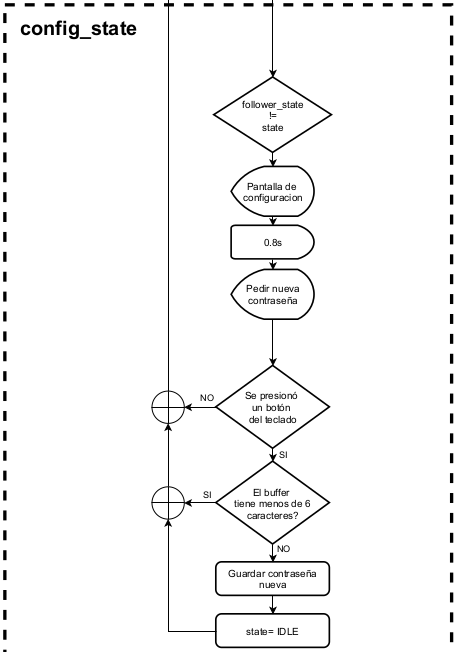 config_state
follower_state
!=
state
Pantalla de
configuracion
0.8s
Pedir nueva
contraseña
Se presionó
un botón
del teclado
NO
SI
El buffer
tiene menos de 6
caracteres?
SI
NO
Guardar contraseña
nueva
state= IDLE